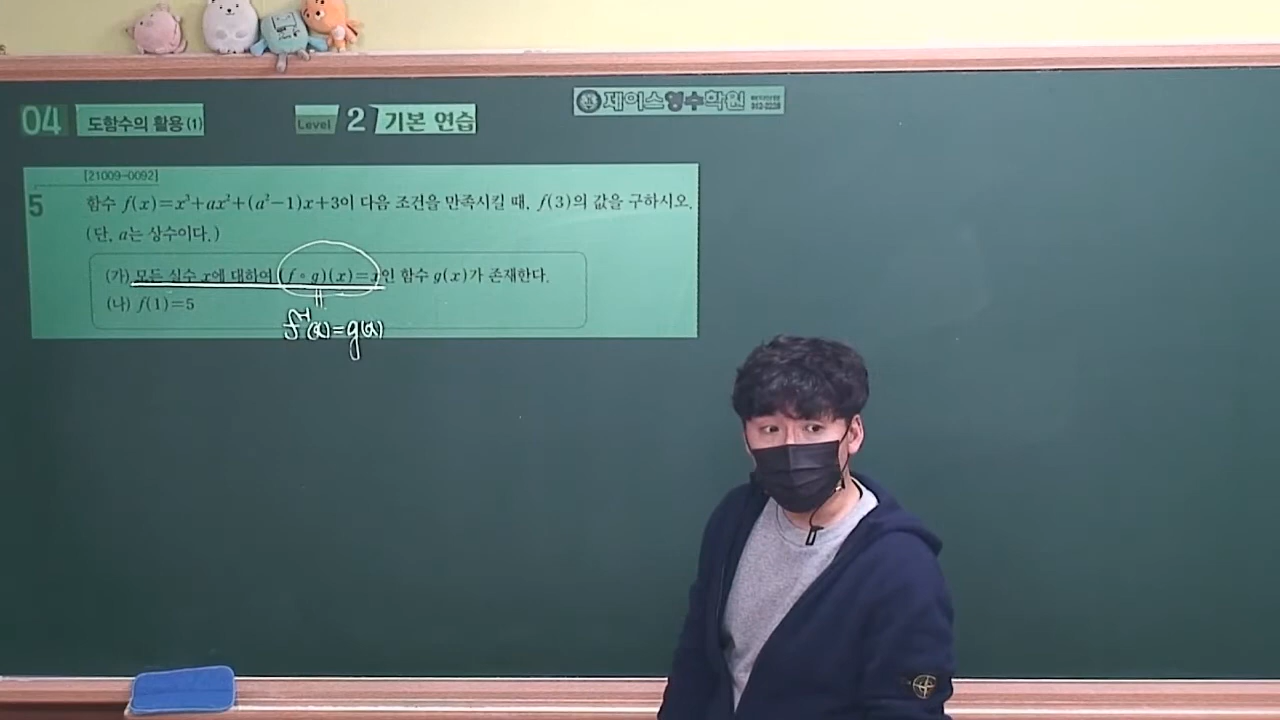 제이스영수학원
04 도함수의 활용 (1) Level 2 기본 연습
[21009-0092]
5 함수 f(x)=x³+ax²+(a²-1)x+3이 다음 조건을 만족시킬 때, f(3)의 값을 구하시오.
(단, a는 상수이다.)
(가) 모든 실수 x에 대하여 (f∘g)(x)=x인 함수 g(x)가 존재한다.
(나) f(1)=5
f⁻¹(x)=g(x)